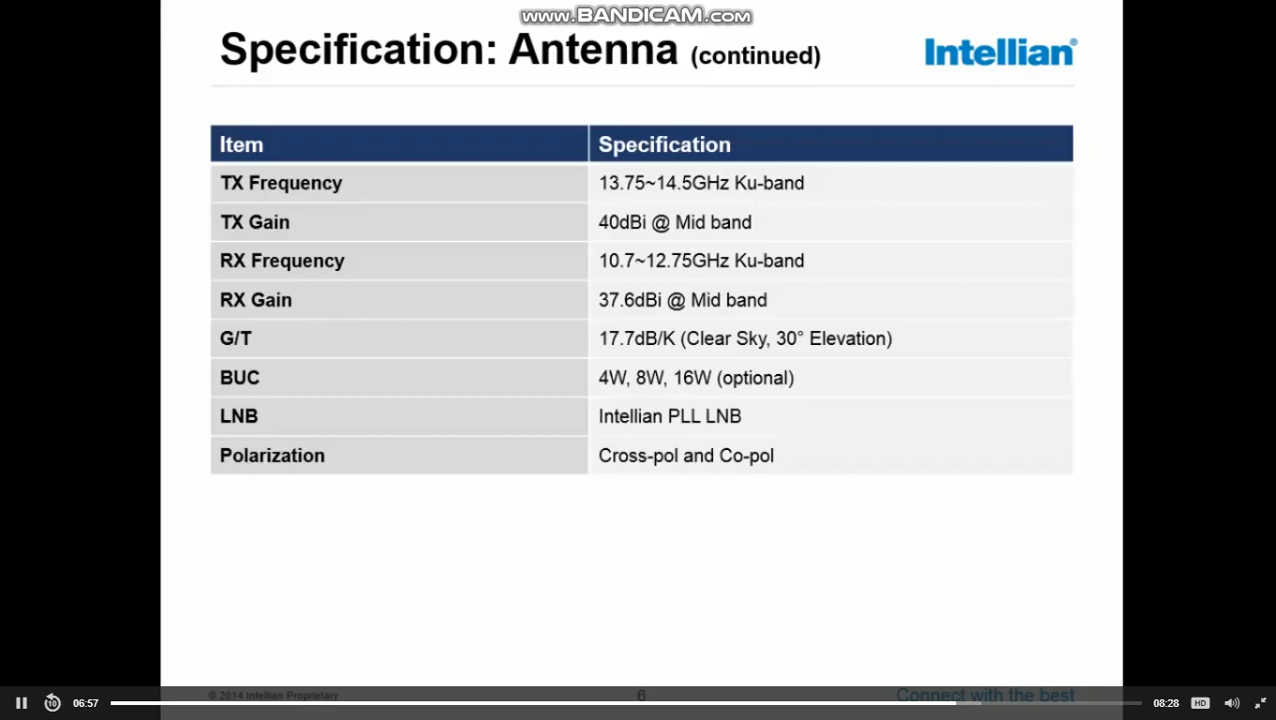 www.BANDICAM.com
Specification: Antenna (continued)
Intellian®
Item Specification
TX Frequency 13.75~14.5GHz Ku-band
TX Gain 40dBi @ Mid band
RX Frequency 10.7~12.75GHz Ku-band
RX Gain 37.6dBi @ Mid band
G/T 17.7dB/K (Clear Sky, 30° Elevation)
BUC 4W, 8W, 16W (optional)
LNB Intellian PLL LNB
Polarization Cross-pol and Co-pol
© 2014 Intellian Proprietary 6 Connect with the best
10 06:57 08:28 HD